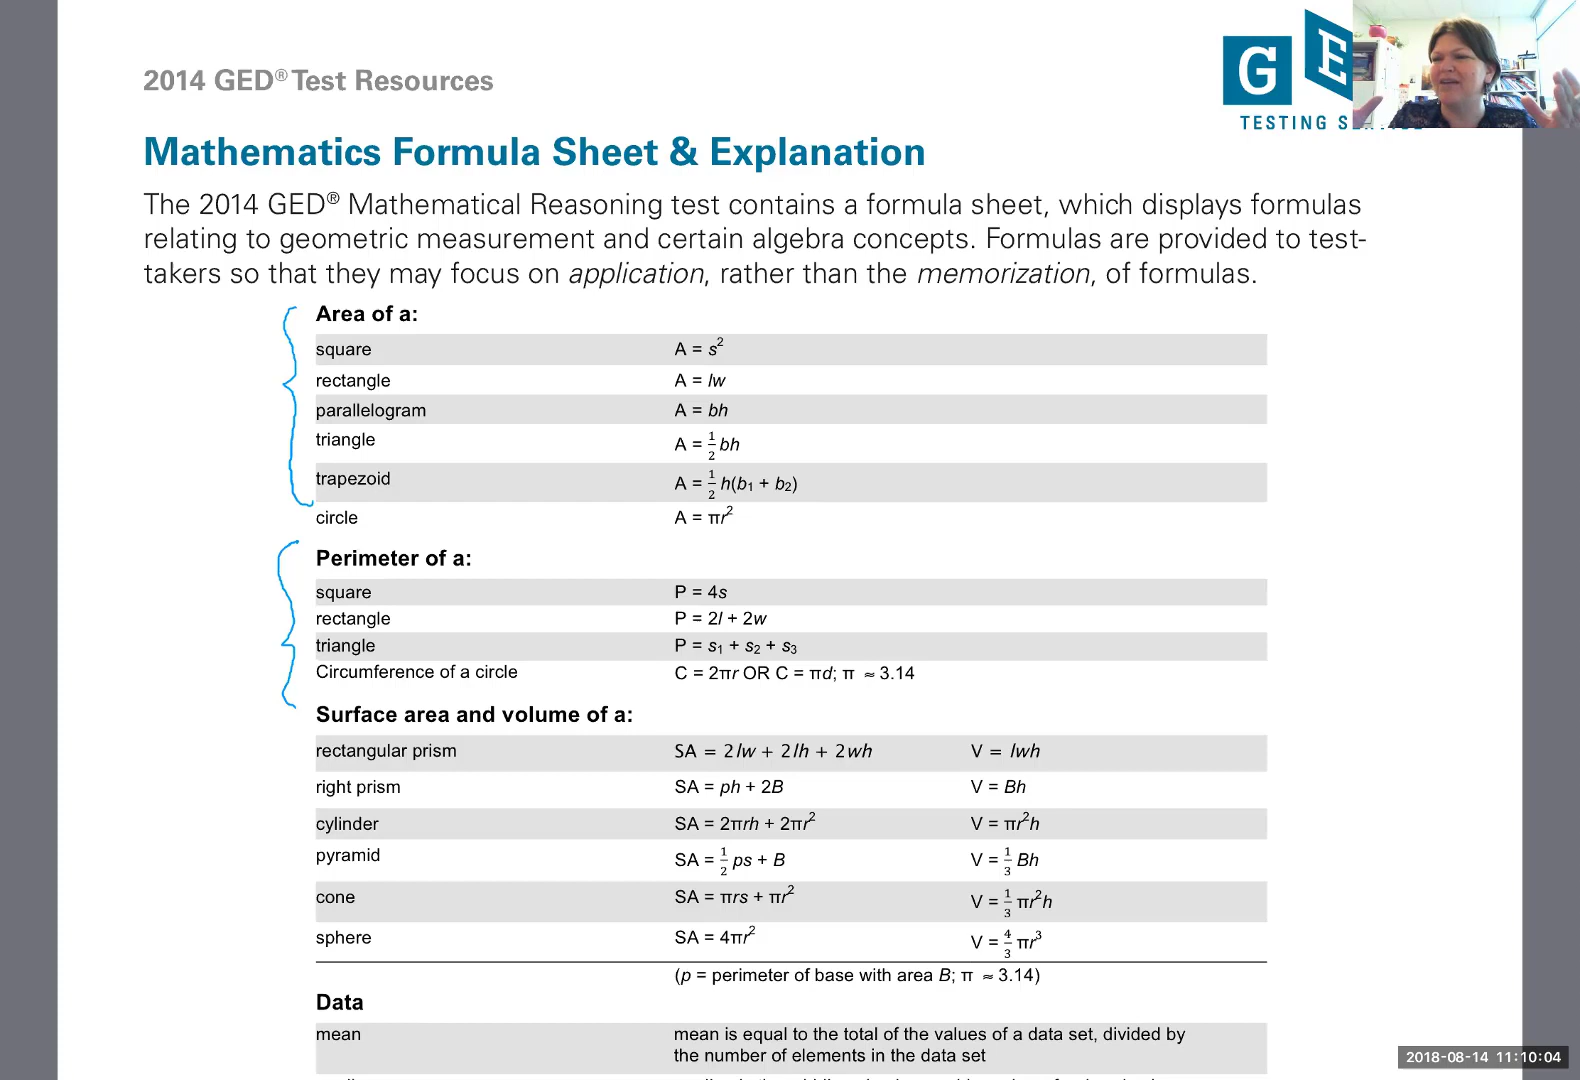 2014 GED® Test Resources
G E
TESTING S
Mathematics Formula Sheet & Explanation
The 2014 GED® Mathematical Reasoning test contains a formula sheet, which displays formulas
relating to geometric measurement and certain algebra concepts. Formulas are provided to test-
takers so that they may focus on application, rather than the memorization, of formulas.
Area of a:
square A = s²
rectangle A = lw
parallelogram A = bh
triangle A = ½ bh
trapezoid A = ½ h(b₁ + b₂)
circle A = πr²
Perimeter of a:
square P = 4s
rectangle P = 2l + 2w
triangle P = s₁ + s₂ + s₃
Circumference of a circle C = 2πr OR C = πd; π ≈ 3.14
Surface area and volume of a:
rectangular prism SA = 2lw + 2lh + 2wh V = lwh
right prism SA = ph + 2B V = Bh
cylinder SA = 2πrh + 2πr² V = πr²h
pyramid SA = ½ ps + B V = ⅓ Bh
cone SA = πrs + πr² V = ⅓ πr²h
sphere SA = 4πr² V = 4/3 πr³
(p = perimeter of base with area B; π ≈ 3.14)
Data
mean mean is equal to the total of the values of a data set, divided by
the number of elements in the data set
2018-08-14 11:10:04